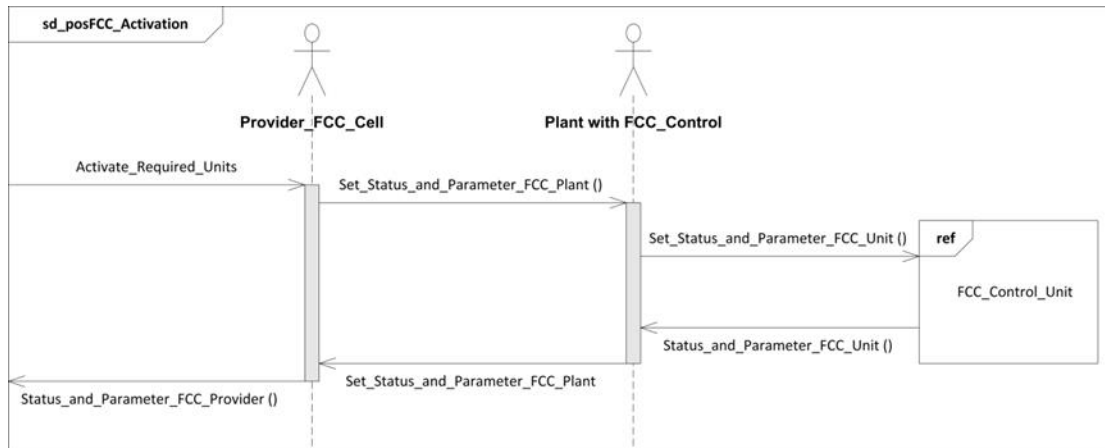 sd_posFCC_Activation
Provider_FCC_Cell
Plant with FCC_Control
Activate_Required_Units
Set_Status_and_Parameter_FCC_Plant ()
Set_Status_and_Parameter_FCC_Unit ()
ref
FCC_Control_Unit
Status_and_Parameter_FCC_Unit ()
Set_Status_and_Parameter_FCC_Plant
Status_and_Parameter_FCC_Provider ()